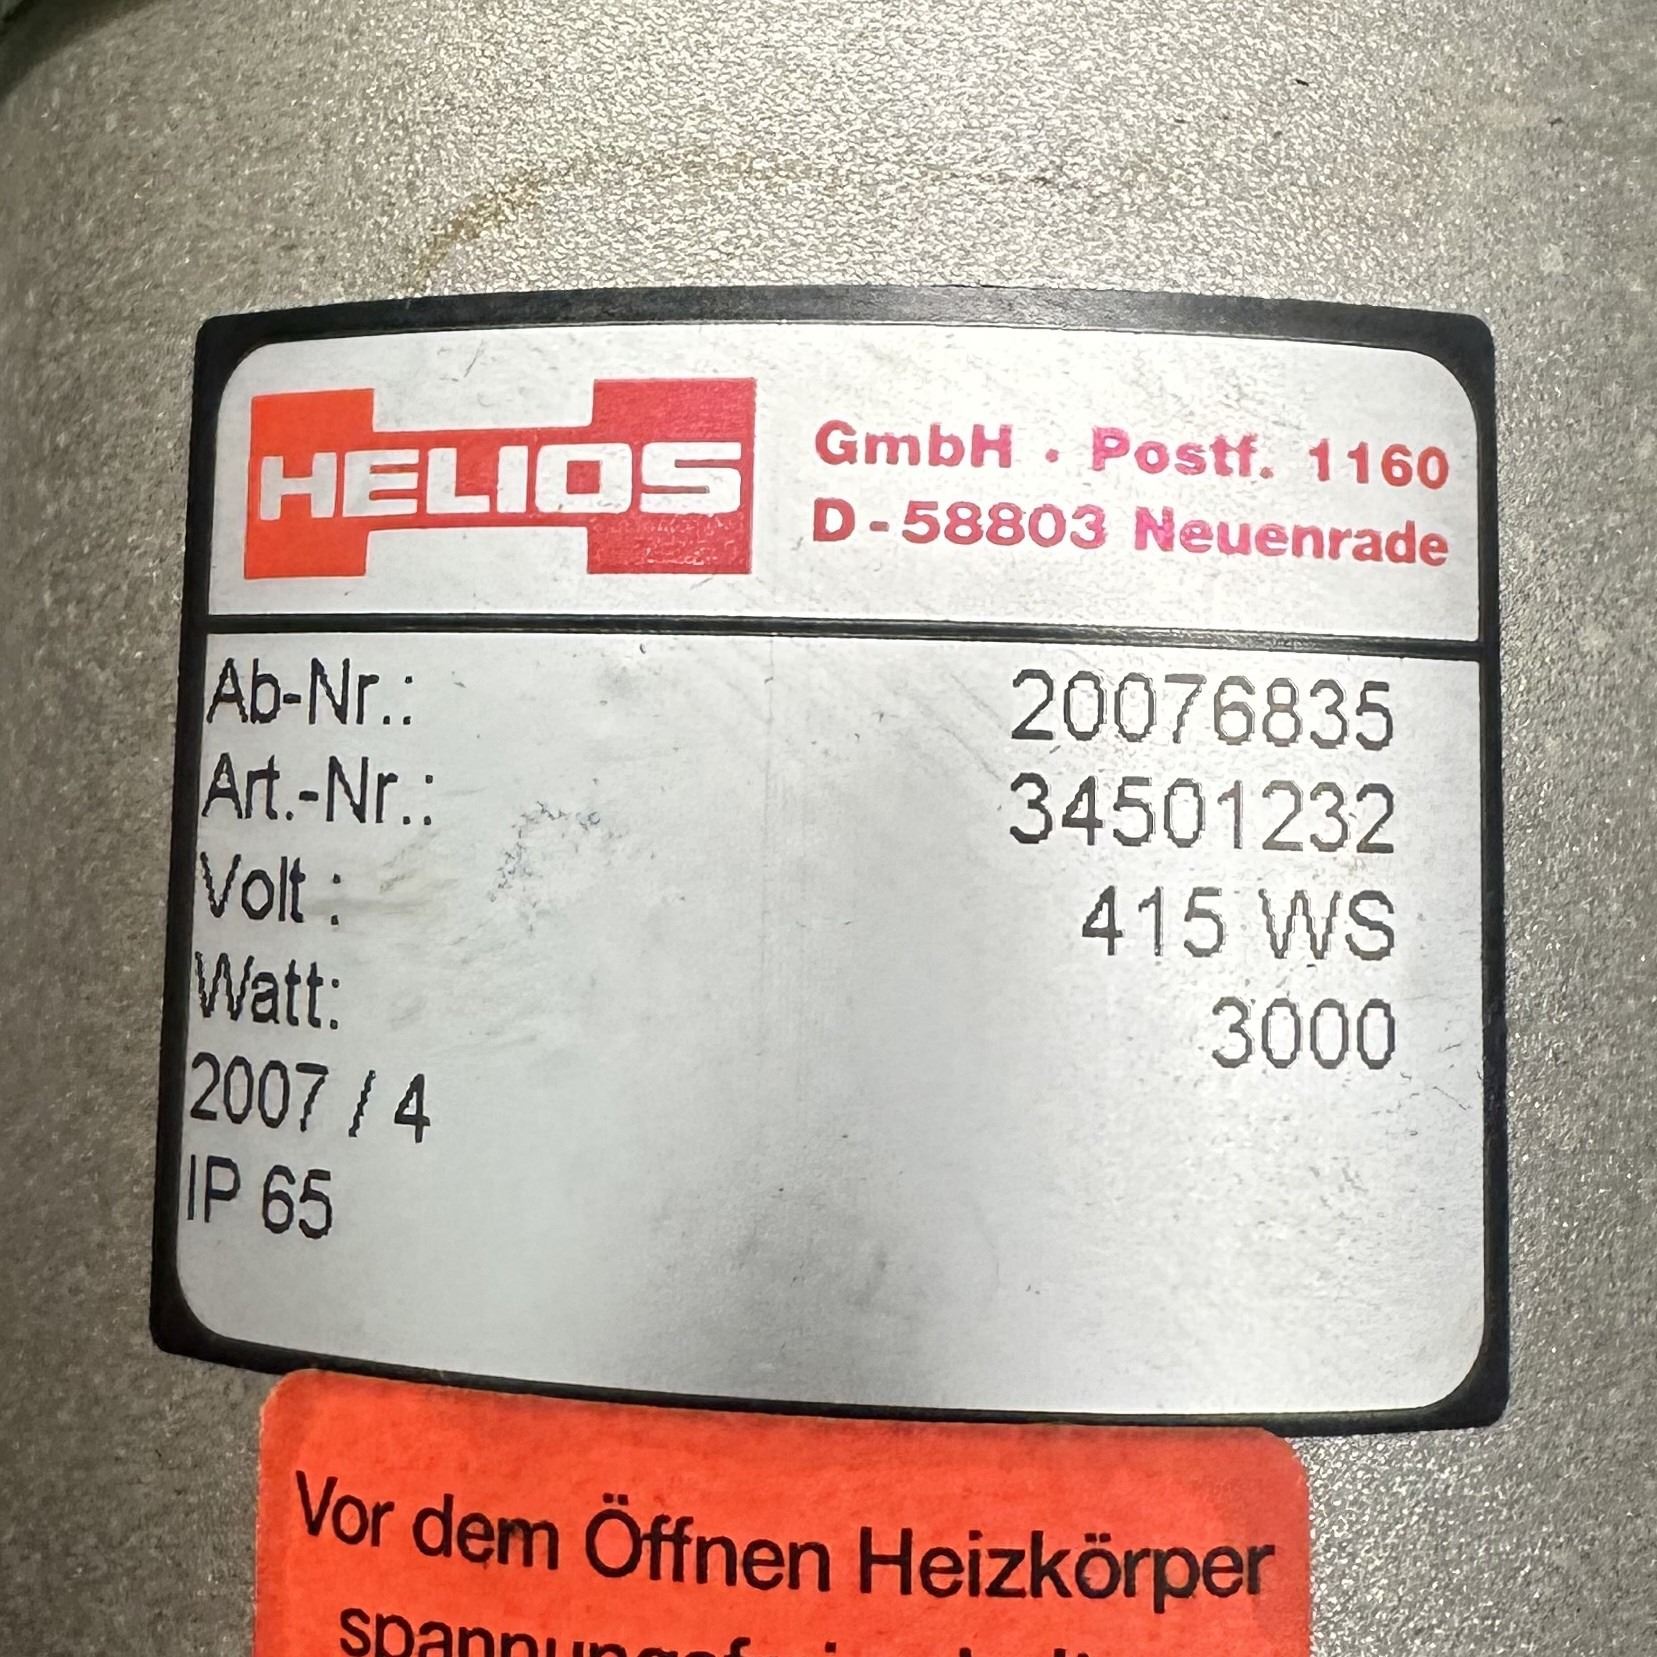 HELIOS
GmbH · Postf. 1160
D-58803 Neuenrade
Ab-Nr.: 20076835
Art.-Nr.: 34501232
Volt : 415 WS
Watt: 3000
2007 / 4
IP 65
Vor dem Öffnen Heizkörper